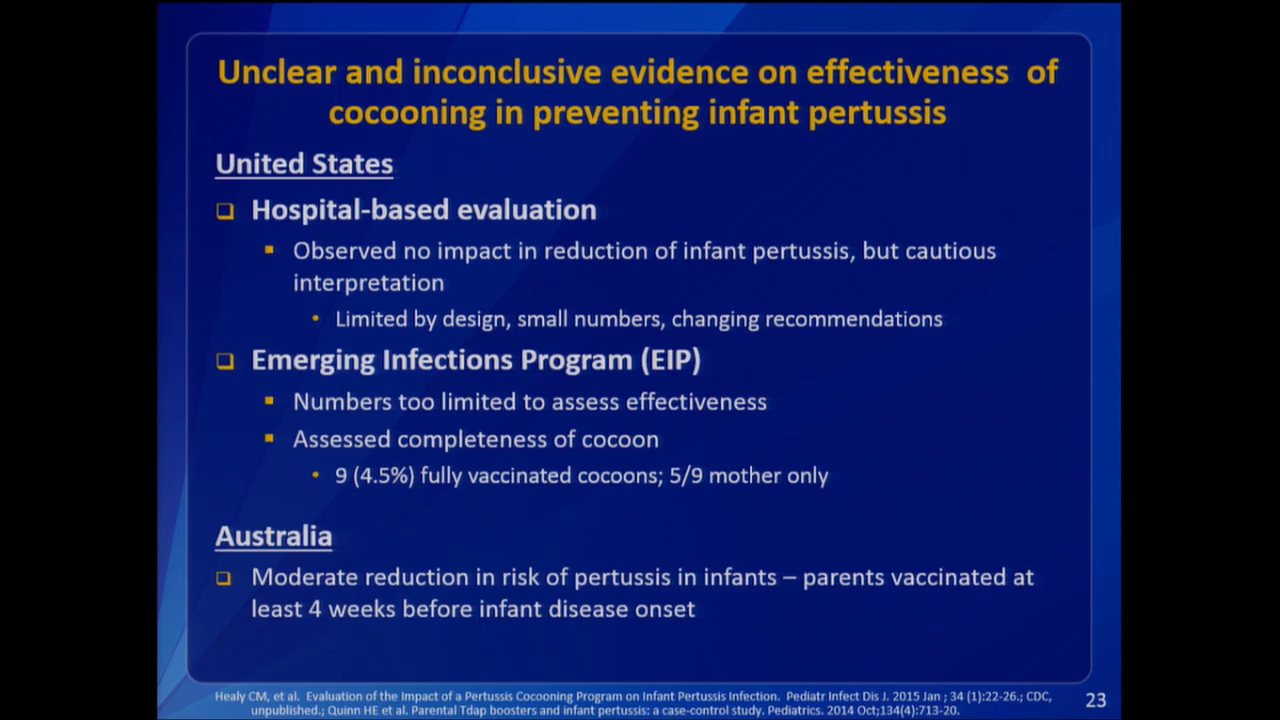 Unclear and inconclusive evidence on effectiveness of
cocooning in preventing infant pertussis
United States
Hospital-based evaluation
Observed no impact in reduction of infant pertussis, but cautious
interpretation
Limited by design, small numbers, changing recommendations
Emerging Infections Program (EIP)
Numbers too limited to assess effectiveness
Assessed completeness of cocoon
9 (4.5%) fully vaccinated cocoons; 5/9 mother only
Australia
Moderate reduction in risk of pertussis in infants – parents vaccinated at
least 4 weeks before infant disease onset
Healy CM, et al. Evaluation of the Impact of a Pertussis Cocooning Program on Infant Pertussis Infection. Pediatr Infect Dis J. 2015 Jan ; 34 (1):22-26.; CDC,
unpublished.; Quinn HE et al. Parental Tdap boosters and infant pertussis: a case-control study. Pediatrics. 2014 Oct;134(4):713-20.
23